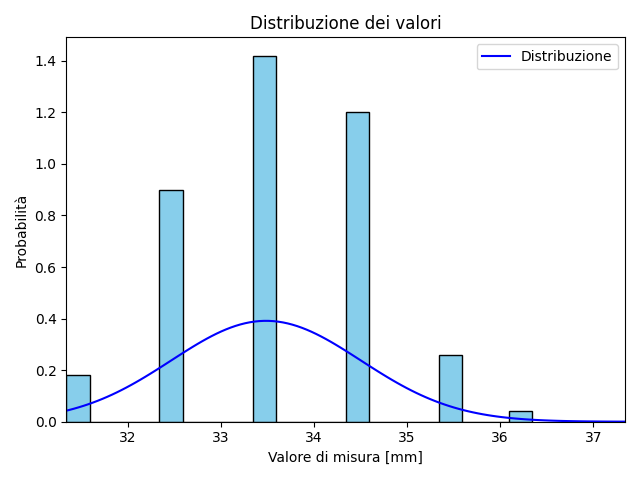 Distribuzione dei valori
Distribuzione
Probabilità
1.4
1.2
1.0
0.8
0.6
0.4
0.2
0.0
32 33 34 35 36 37
Valore di misura [mm]